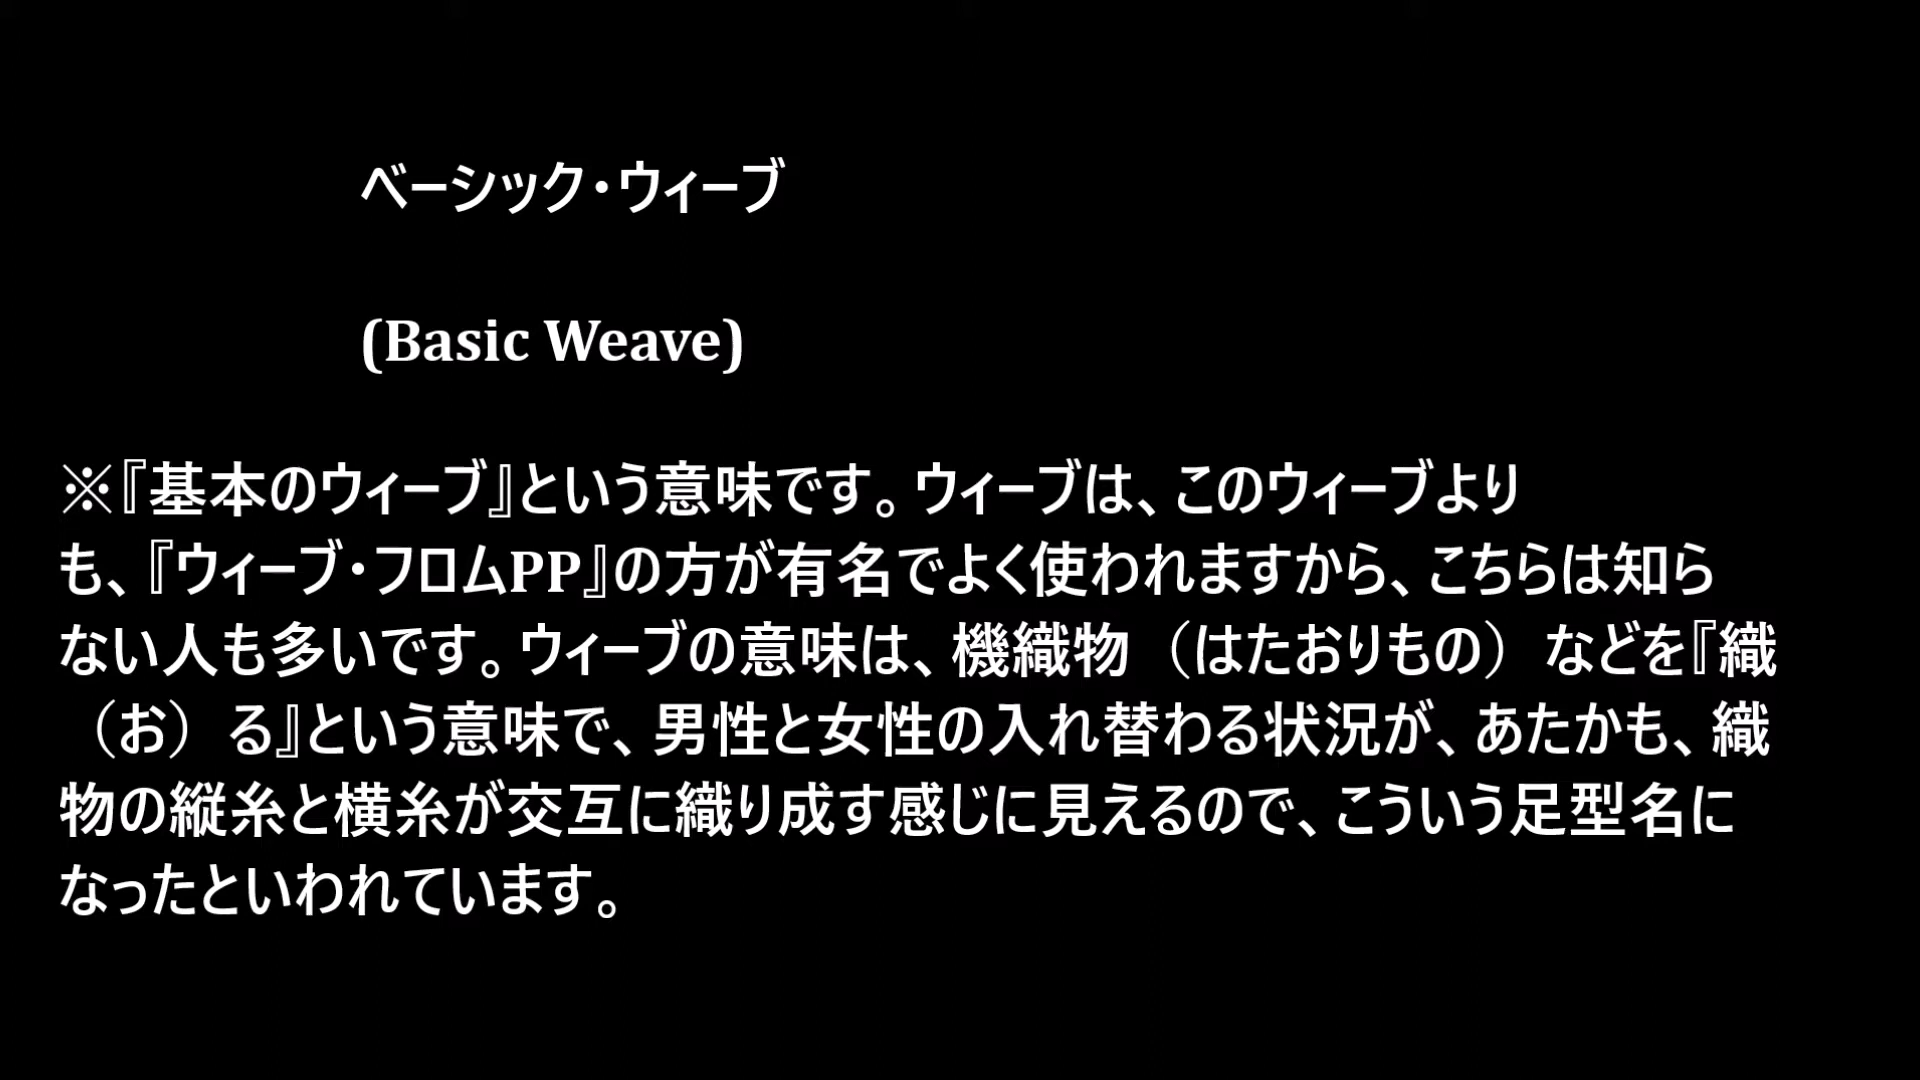 ベーシック・ウィーブ
(Basic Weave)
※『基本のウィーブ』という意味です。ウィーブは、このウィーブより
も、『ウィーブ・フロムPP』の方が有名でよく使われますから、こちらは知ら
ない人も多いです。ウィーブの意味は、機織物（はたおりもの）などを『織
（お）る』という意味で、男性と女性の入れ替わる状況が、あたかも、織
物の縦糸と横糸が交互に織り成す感じに見えるので、こういう足型名に
なったといわれています。